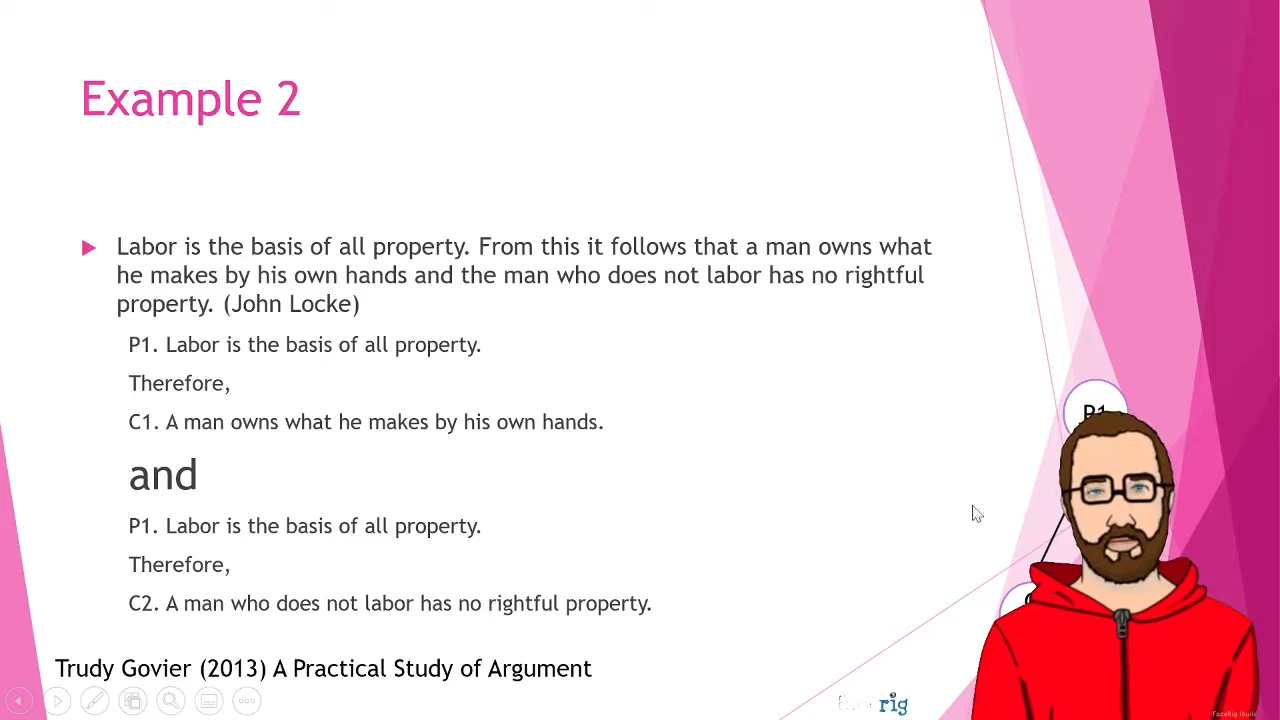 Example 2
Labor is the basis of all property. From this it follows that a man owns what
he makes by his own hands and the man who does not labor has no rightful
property. (John Locke)
P1. Labor is the basis of all property.
Therefore,
C1. A man owns what he makes by his own hands.
and
P1. Labor is the basis of all property.
Therefore,
C2. A man who does not labor has no rightful property.
P1
Trudy Govier (2013) A Practical Study of Argument
rig
FaceRig